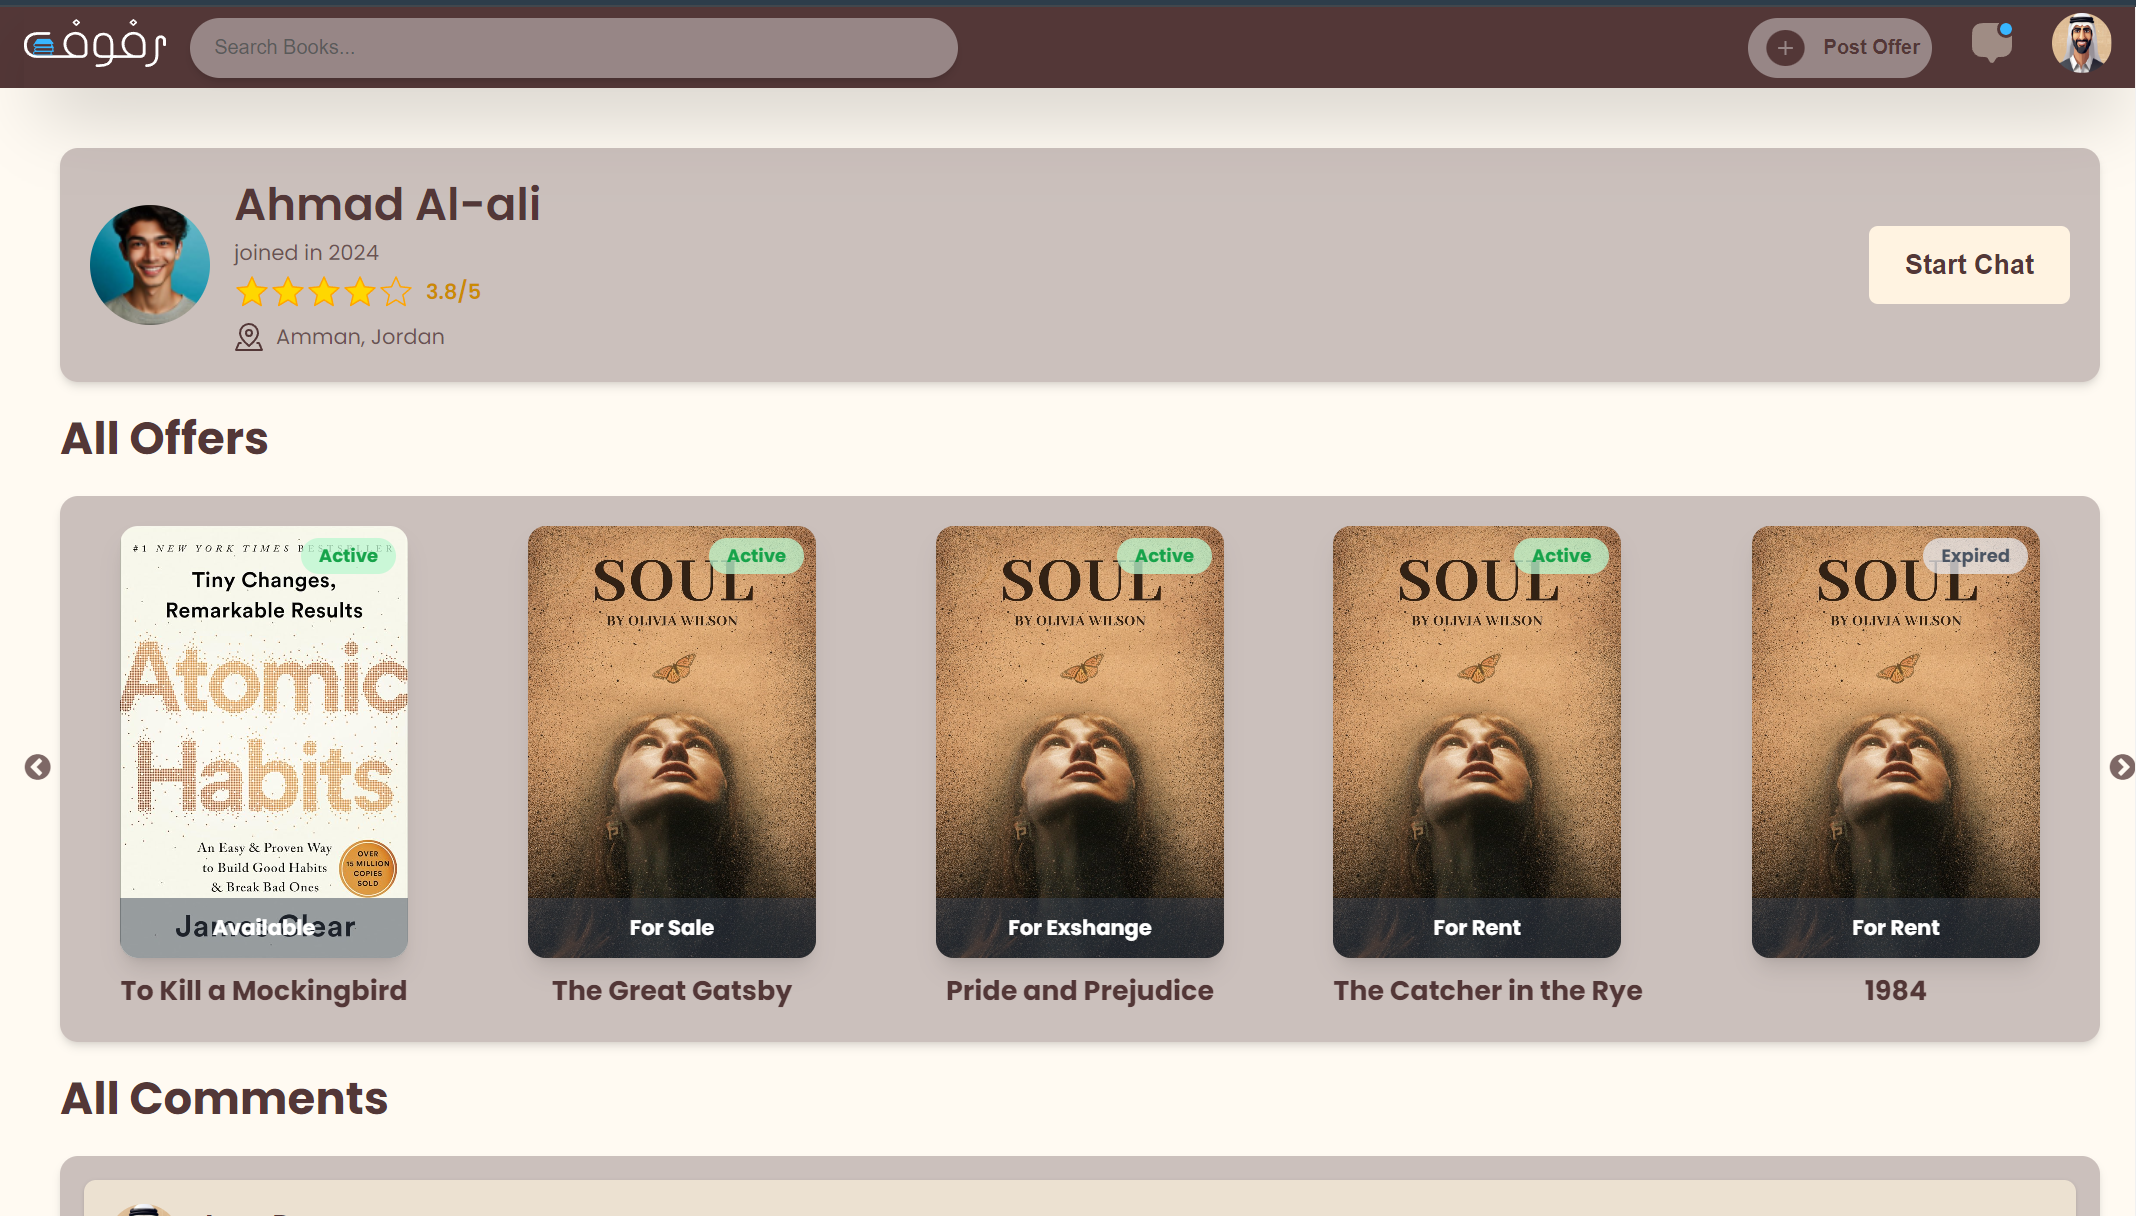 رفوف
Search Books...
Post Offer
Ahmad Al-ali
joined in 2024
3.8/5
Amman, Jordan
Start Chat
All Offers
#1 NEW YORK TIMES BESTSELLER
Active
Tiny Changes,
Remarkable Results
Atomic
Habits
An Easy & Proven Way
to Build Good Habits
& Break Bad Ones
OVER
15 MILLION
COPIES
SOLD
James Clear
Available
To Kill a Mockingbird
Active
SOUL
BY OLIVIA WILSON
For Sale
The Great Gatsby
Active
SOUL
BY OLIVIA WILSON
For Exshange
Pride and Prejudice
Active
SOUL
BY OLIVIA WILSON
For Rent
The Catcher in the Rye
Expired
SOUL
BY OLIVIA WILSON
For Rent
1984
All Comments